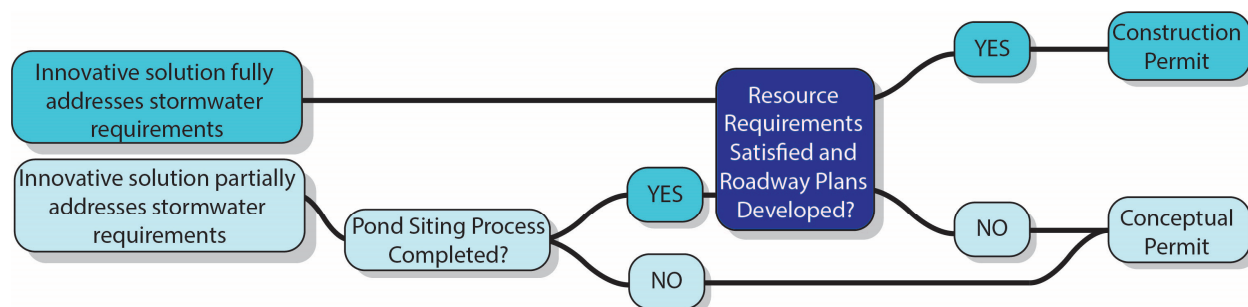 Innovative solution fully
addresses stormwater
requirements
Innovative solution partially
addresses stormwater
requirements
Pond Siting Process
Completed?
YES
NO
Resource
Requirements
Satisfied and
Roadway Plans
Developed?
YES
NO
Construction
Permit
Conceptual
Permit